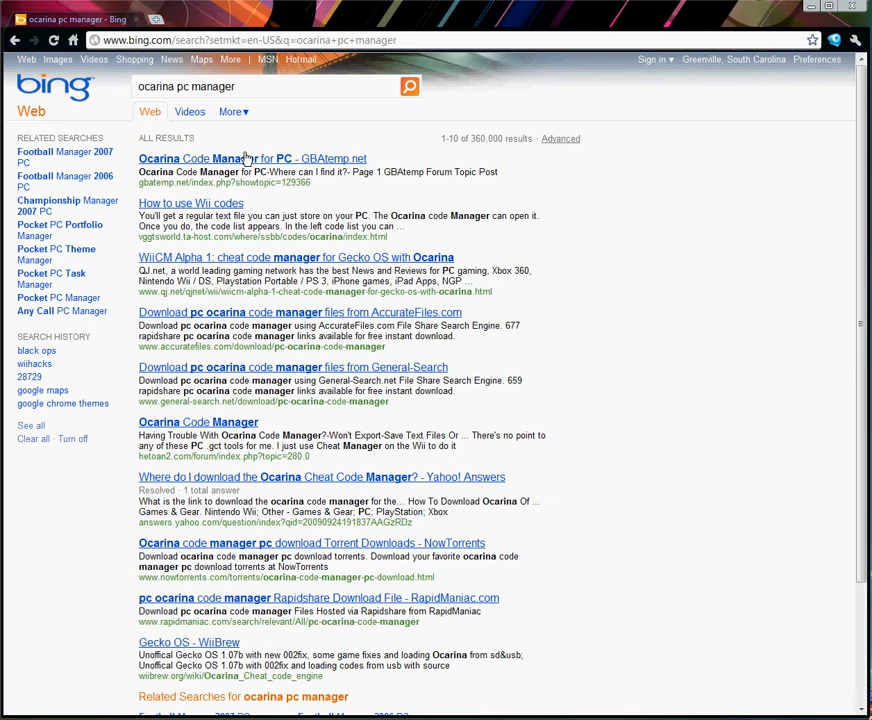 ocarina pc manager - Bing
www.bing.com/search?setmkt=en-US&q=ocarina+pc+manager
Web Images Videos Shopping News Maps More | MSN Hotmail Sign in Greenville, South Carolina Preferences
bing
ocarina pc manager
Web
Web Videos More
RELATED SEARCHES
Football Manager 2007
PC
Football Manager 2006
PC
Championship Manager
2007 PC
Pocket PC Portfolio
Manager
Pocket PC Theme
Manager
Pocket PC Task
Manager
Pocket PC Manager
Any Call PC Manager
SEARCH HISTORY
black ops
wiihacks
28729
google maps
google chrome themes
See all
Clear all · Turn off
ALL RESULTS 1-10 of 360,000 results · Advanced
Ocarina Code Manager for PC - GBAtemp.net
Ocarina Code Manager for PC-Where can I find it?- Page 1 GBAtemp Forum Topic Post
gbatemp.net/index.php?showtopic=129366
How to use Wii codes
You'll get a regular text file you can just store on your PC. The Ocarina code Manager can open it.
Once you do, the code list appears. In the left code list you can ...
vggtsworld.ta-host.com/where/ssbb/codes/ocarina/index.html
WiiCM Alpha 1: cheat code manager for Gecko OS with Ocarina
QJ.net, a world leading gaming network has the best News and Reviews for PC gaming, Xbox 360,
Nintendo Wii / DS, Playstation Portable / PS 3, iPhone games, iPad Apps, NGP ...
www.qj.net/qjnet/wii/wiicm-alpha-1-cheat-code-manager-for-gecko-os-with-ocarina.html
Download pc ocarina code manager files from AccurateFiles.com
Download pc ocarina code manager using AccurateFiles.com File Share Search Engine. 677
rapidshare pc ocarina code manager links available for free instant download.
www.accuratefiles.com/download/pc-ocarina-code-manager
Download pc ocarina code manager files from General-Search
Download pc ocarina code manager using General-Search.net File Share Search Engine. 659
rapidshare pc ocarina code manager links available for free instant download.
www.general-search.net/download/pc-ocarina-code-manager
Ocarina Code Manager
Having Trouble With Ocarina Code Manager?-Won't Export-Save Text Files Or ... There's no point to
any of these PC .gct tools for me. I just use Cheat Manager on the Wii to do it
hetoan2.com/forum/index.php?topic=280.0
Where do I download the Ocarina Cheat Code Manager? - Yahoo! Answers
Resolved · 1 total answer
What is the link to download the ocarina code manager for the... How To Download Ocarina Of ...
Games & Gear. Nintendo Wii; Other - Games & Gear; PC; PlayStation; Xbox
answers.yahoo.com/question/index?qid=20090924191837AAGzRDz
Ocarina code manager pc download Torrent Downloads - NowTorrents
Download ocarina code manager pc download torrents. Download your favorite ocarina code
manager pc download torrents at NowTorrents
www.nowtorrents.com/torrents/ocarina-code-manager-pc-download.html
pc ocarina code manager Rapidshare Download File - RapidManiac.com
Download pc ocarina code manager Files Hosted via Rapidshare from RapidManiac
www.rapidmaniac.com/search/relevant/All/pc-ocarina-code-manager
Gecko OS - WiiBrew
Unoffical Gecko OS 1.07b with new 002fix, some game fixes and loading Ocarina from sd&usb;
Unoffical Gecko OS 1.07b with 002fix and loading codes from usb with source
wiibrew.org/wiki/Ocarina_Cheat_code_engine
Related Searches for ocarina pc manager